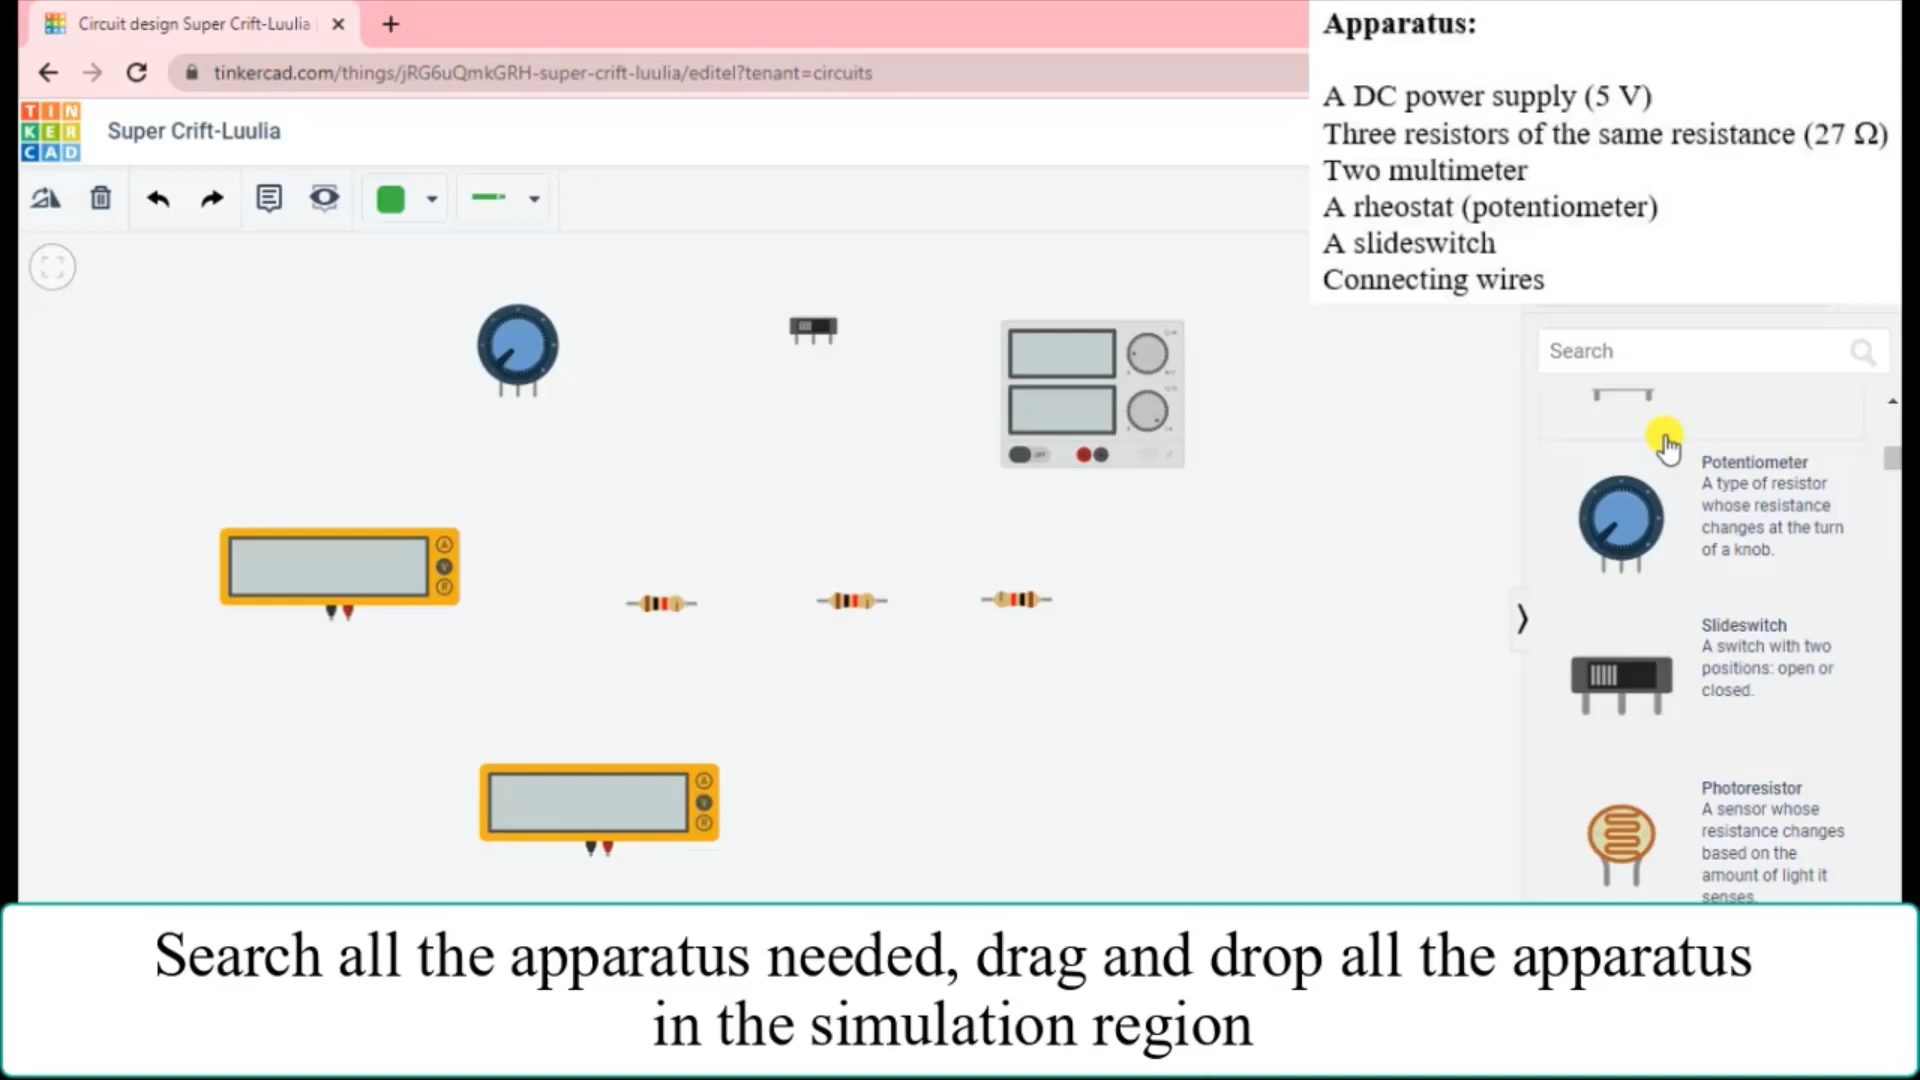 Circuit design Super Crift-Luulia
tinkercad.com/things/jRG6uQmkGRH-super-crift-luulia/editel?tenant=circuits
TIN
KER
CAD
Super Crift-Luulia
Apparatus:
A DC power supply (5 V)
Three resistors of the same resistance (27 Ω)
Two multimeter
A rheostat (potentiometer)
A slideswitch
Connecting wires
Search
Potentiometer
A type of resistor
whose resistance
changes at the turn
of a knob.
Slideswitch
A switch with two
positions: open or
closed.
Photoresistor
A sensor whose
resistance changes
based on the
amount of light it
senses.
OFF
A
V
R
A
V
R
Search all the apparatus needed, drag and drop all the apparatus
in the simulation region